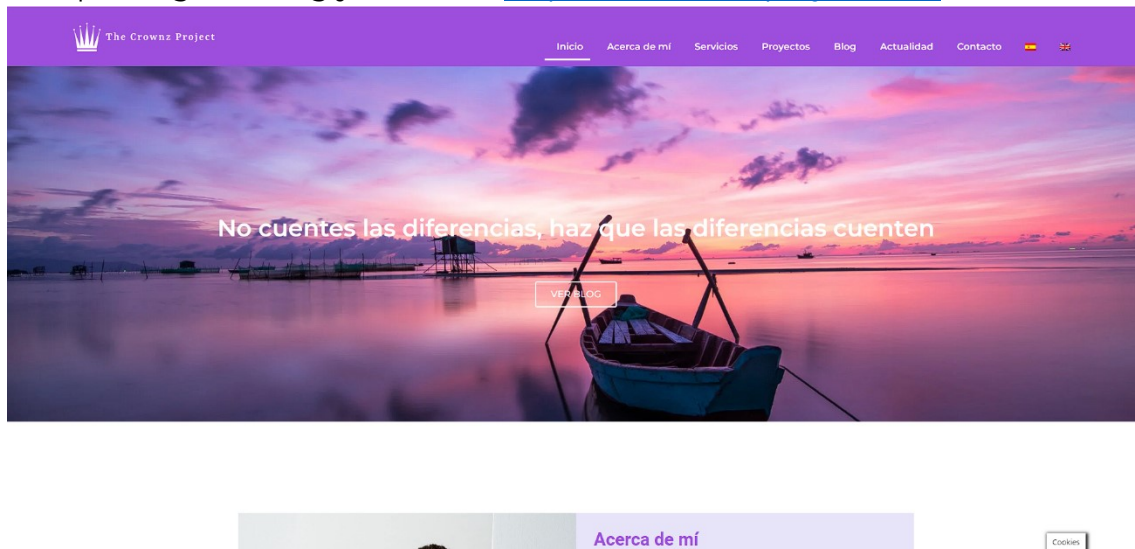 The Crownz Project
Inicio Acerca de mí Servicios Proyectos Blog Actualidad Contacto
No cuentes las diferencias, haz que las diferencias cuenten
VER BLOG
Acerca de mí
Cookies